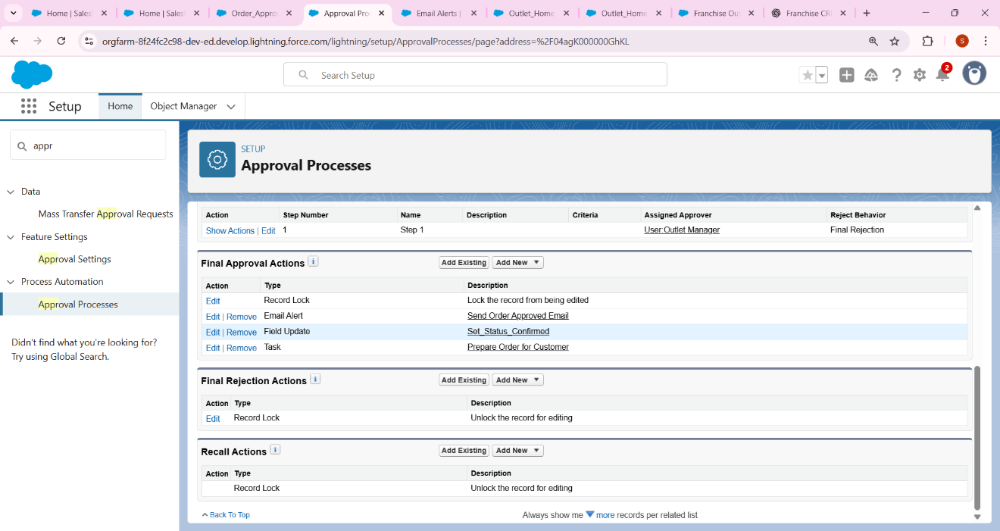 Home | Sales
Home | Sales
Order_Appro
Approval Pro
Email Alerts |
Outlet_Home
Outlet_Home
Franchise Ou
Franchise CR
orgfarm-8f24fc2c98-dev-ed.develop.lightning.force.com/lightning/setup/ApprovalProcesses/page?address=%2F04agK000000GhKL
S
Search Setup
2
Setup
Home
Object Manager
appr
Data
Mass Transfer Approval Requests
Feature Settings
Approval Settings
Process Automation
Approval Processes
Didn't find what you're looking for?
Try using Global Search.
SETUP
Approval Processes
Action Step Number Name Description Criteria Assigned Approver Reject Behavior
Show Actions | Edit 1 Step 1 User:Outlet Manager Final Rejection
Final Approval Actions i Add Existing Add New
Action Type Description
Edit Record Lock Lock the record from being edited
Edit | Remove Email Alert Send Order Approved Email
Edit | Remove Field Update Set_Status_Confirmed
Edit | Remove Task Prepare Order for Customer
Final Rejection Actions i Add Existing Add New
Action Type Description
Edit Record Lock Unlock the record for editing
Recall Actions i Add Existing Add New
Action Type Description
Record Lock Unlock the record for editing
Back To Top
Always show me more records per related list